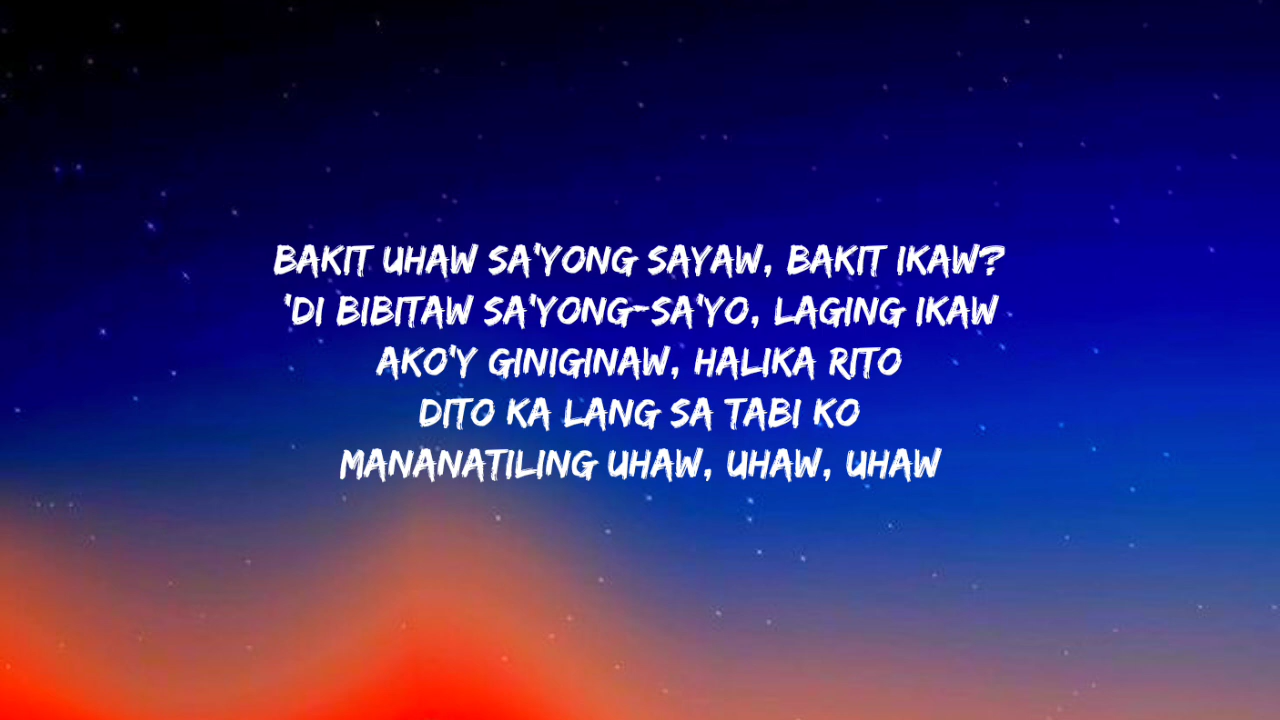 BAKIT UHAW SA'YONG SAYAW, BAKIT IKAW?
'DI BIBITAW SA'YONG-SA'YO, LAGING IKAW
AKO'Y GINIGINAW, HALIKA RITO
DITO KA LANG SA TABI KO
MANANATILING UHAW, UHAW, UHAW